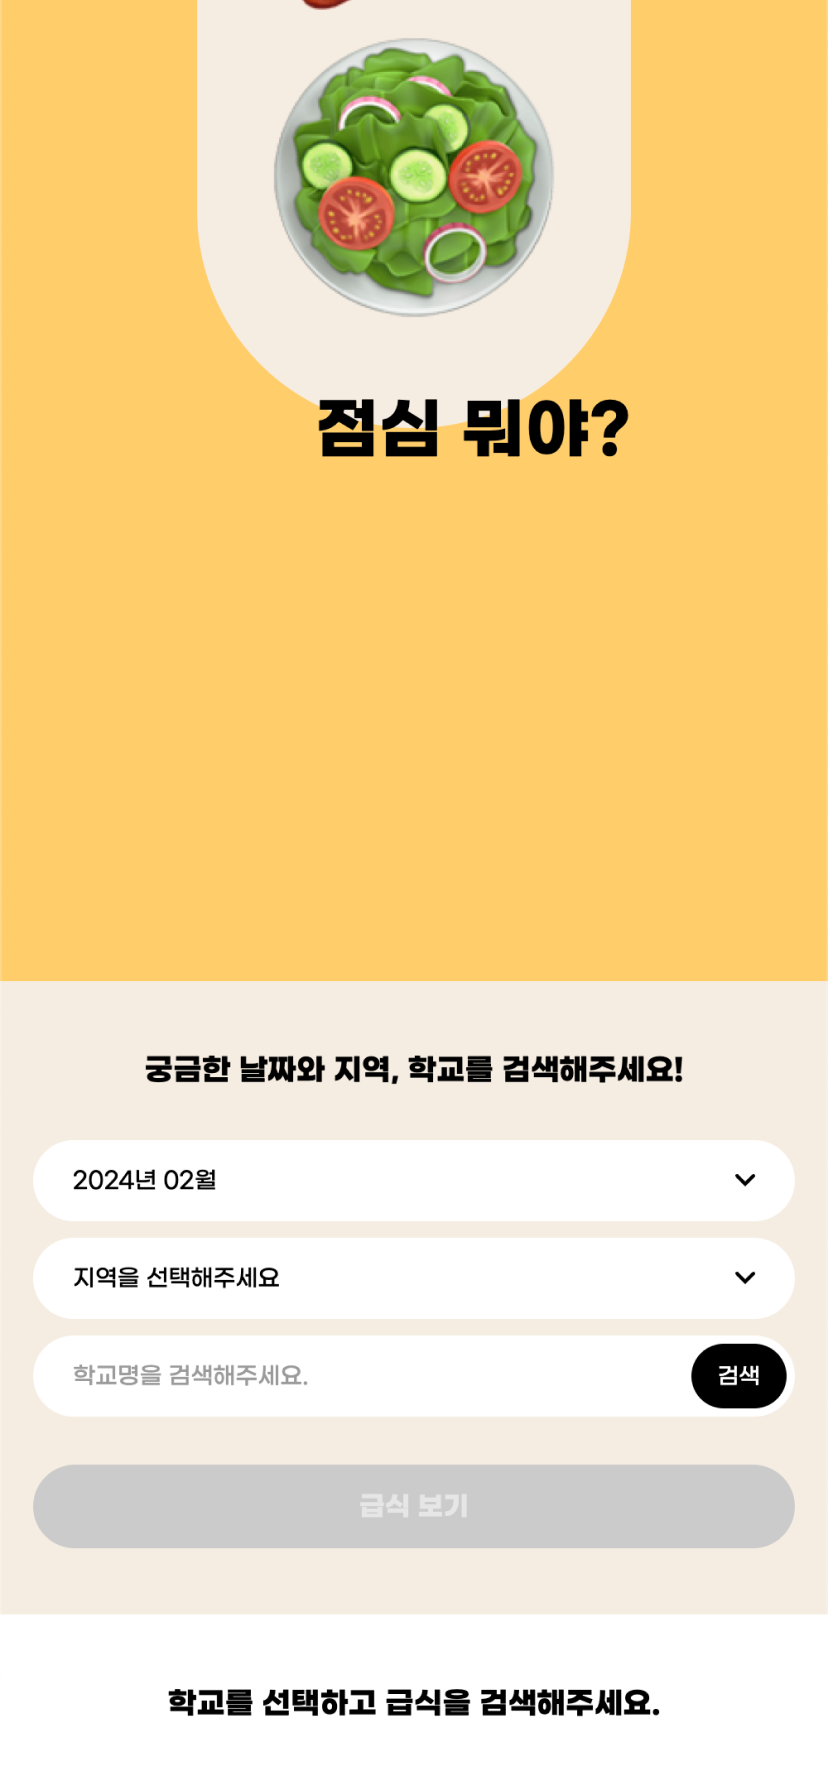 점심 뭐야?
궁금한 날짜와 지역, 학교를 검색해주세요!
2024년 02월
지역을 선택해주세요
학교명을 검색해주세요.
검색
급식 보기
학교를 선택하고 급식을 검색해주세요.